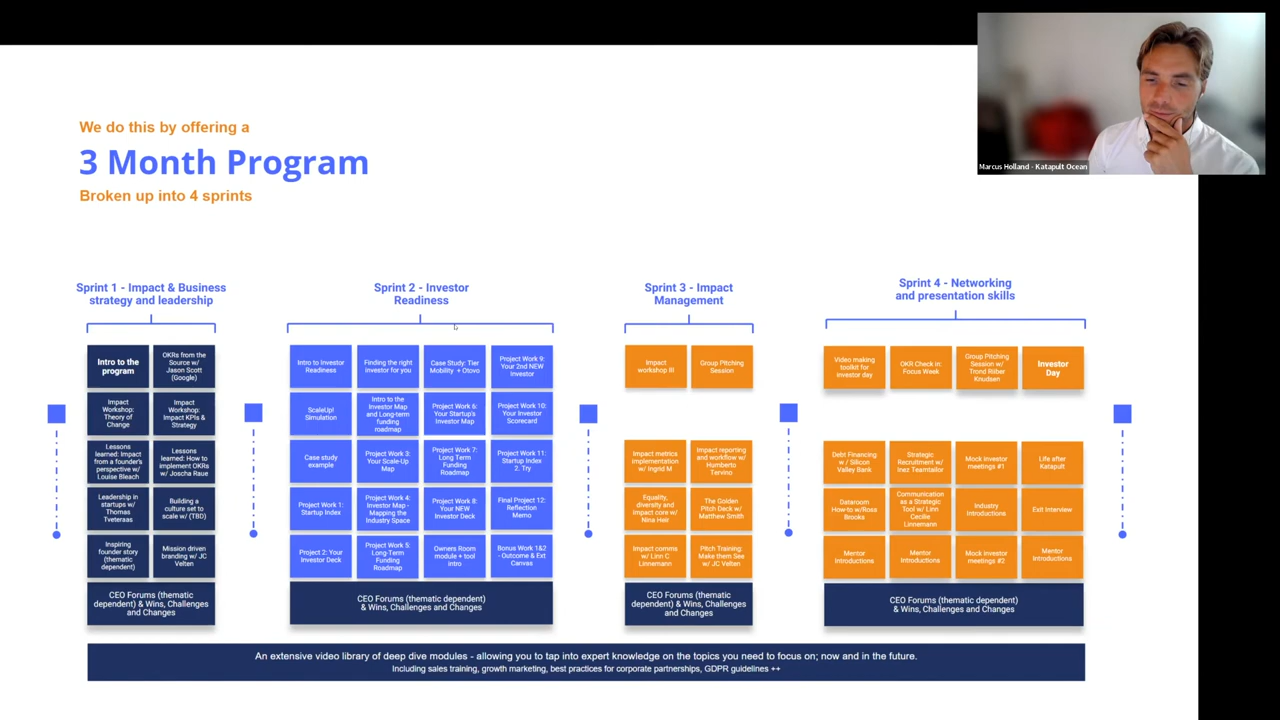 We do this by offering a
3 Month Program
Broken up into 4 sprints
Marcus Holland - Katapult Ocean
Sprint 1 - Impact & Business
strategy and leadership
Intro to the
program
OKRs from the
Source w/
Jason Scott
(Google)
Impact
Workshop:
Theory of
Change
Impact
Workshop:
Impact KPIs &
Strategy
Lessons
learned: Impact
from a founder's
perspective w/
Louise Bleach
Lessons
learned: How to
implement OKRs
w/ Joscha Raue
Leadership in
startups w/
Thomas
Tveteraas
Building a
culture set to
scale w/ (TBD)
Inspiring
founder story
(thematic
dependent)
Mission driven
branding w/ JC
Velten
CEO Forums (thematic
dependent) & Wins, Challenges
and Changes
Sprint 2 - Investor
Readiness
Intro to Investor
Readiness
Finding the right
investor for you
Case Study: Tier
Mobility + Otovo
Project Work 9:
Your 2nd NEW
Investor
ScaleUp!
Simulation
Intro to the
Investor Map
and Long-term
funding
roadmap
Project Work 6:
Your Startup's
Investor Map
Project Work 10:
Your Investor
Scorecard
Case study
example
Project Work 3:
Your Scale-Up
Map
Project Work 7:
Long Term
Funding
Roadmap
Project Work 11:
Startup Index
2. Try
Project Work 1:
Startup Index
Project Work 4:
Investor Map -
Mapping the
Industry Space
Project Work 8:
Your NEW
Investor Deck
Final Project 12:
Reflection
Memo
Project 2: Your
Investor Deck
Project Work 5:
Long-Term
Funding
Roadmap
Owners Room
module + tool
intro
Bonus Work 1&2
- Outcome & Exit
Canvas
CEO Forums (thematic dependent)
& Wins, Challenges and Changes
Sprint 3 - Impact
Management
Impact
workshop III
Group Pitching
Session
Impact metrics
implementation
w/ Ingrid M
Impact reporting
and workflow w/
Humberto
Tervino
Equality,
diversity and
impact core w/
Nina Heir
The Golden
Pitch Deck w/
Matthew Smith
Impact comms
w/ Linn C
Linnemann
Pitch Training:
Make them See
w/ JC Velten
CEO Forums (thematic
dependent) & Wins, Challenges
and Changes
Sprint 4 - Networking
and presentation skills
Video making
toolkit for
investor day
OKR Check in:
Focus Week
Group Pitching
Session w/
Trond Riiber
Knudsen
Investor
Day
Debt Financing
w/ Silicon
Valley Bank
Strategic
Recruitment w/
Inez Teamtailor
Mock investor
meetings #1
Life after
Katapult
Dataroom
How-to w/Ross
Brooks
Communication
as a Strategic
Tool w/ Linn
Cecilie
Linnemann
Industry
Introductions
Exit Interview
Mentor
Introductions
Mentor
Introductions
Mock investor
meetings #2
Mentor
Introductions
CEO Forums (thematic dependent)
& Wins, Challenges and Changes
An extensive video library of deep dive modules - allowing you to tap into expert knowledge on the topics you need to focus on; now and in the future.
Including sales training, growth marketing, best practices for corporate partnerships, GDPR guidelines ++